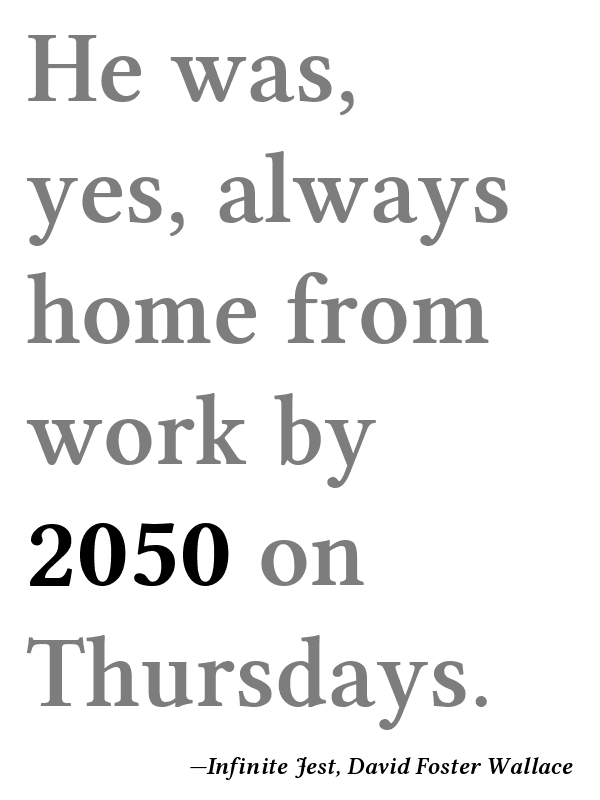 He was,
yes, always
home from
work by
2050 on
Thursdays.
—Infinite Jest, David Foster Wallace